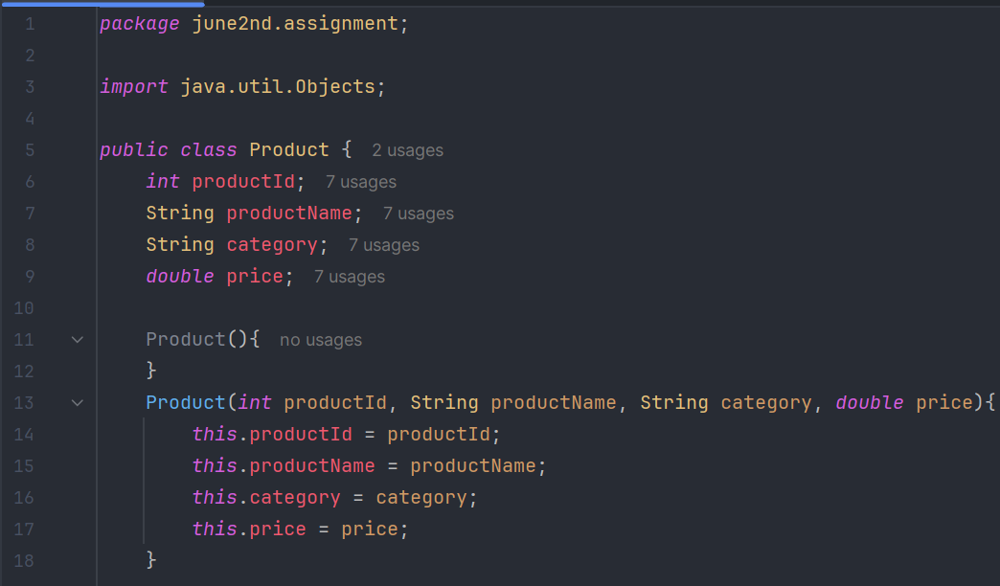 1 package june2nd.assignment;
2
3 import java.util.Objects;
4
5 public class Product { 2 usages
6 int productId; 7 usages
7 String productName; 7 usages
8 String category; 7 usages
9 double price; 7 usages
10
11 Product(){ no usages
12 }
13 Product(int productId, String productName, String category, double price){
14 this.productId = productId;
15 this.productName = productName;
16 this.category = category;
17 this.price = price;
18 }